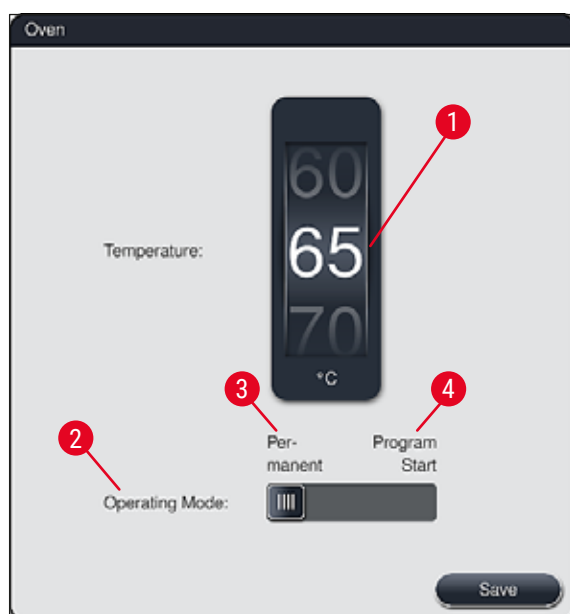 Oven
1
60
Temperature:
65
70
°C
3
4
2
Per-
manent
Program
Start
Operating Mode:
Save